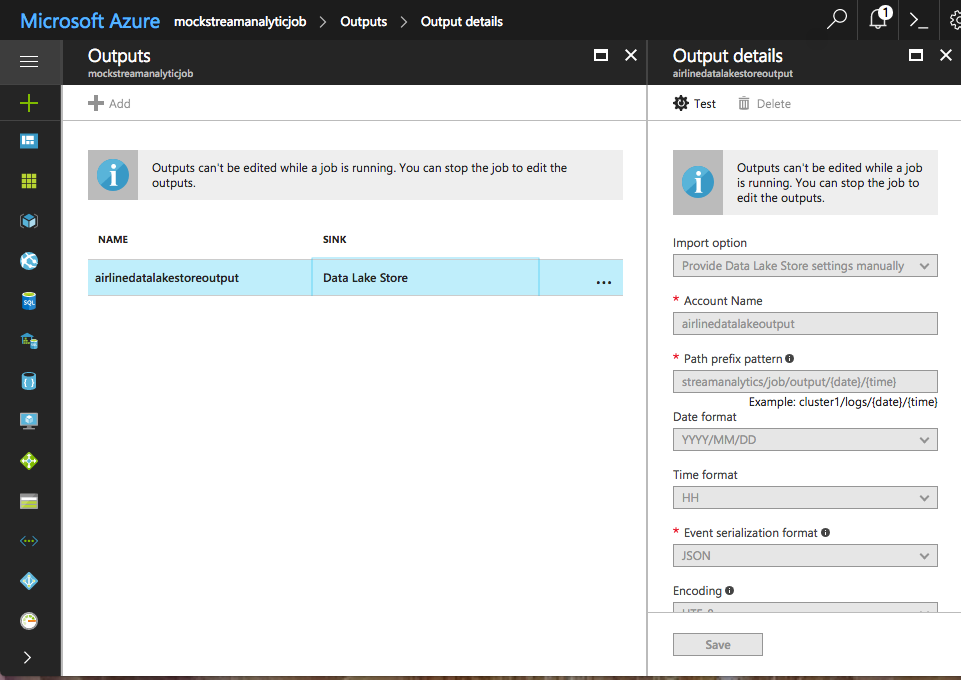 Microsoft Azure mockstreamanalyticjob > Outputs > Output details
1
Outputs
mockstreamanalyticjob
Add
Outputs can't be edited while a job is running. You can stop the job to edit the
outputs.
NAME SINK
airlinedatalakestoreoutput Data Lake Store ...
SQL
Output details
airlinedatalakestoreoutput
Test Delete
Outputs can't be edited while a job
is running. You can stop the job to
edit the outputs.
Import option
Provide Data Lake Store settings manually
* Account Name
airlinedatalakeoutput
* Path prefix pattern
streamanalytics/job/output/{date}/{time}
Example: cluster1/logs/{date}/{time}
Date format
YYYY/MM/DD
Time format
HH
* Event serialization format
JSON
Encoding
UTF-8
Save